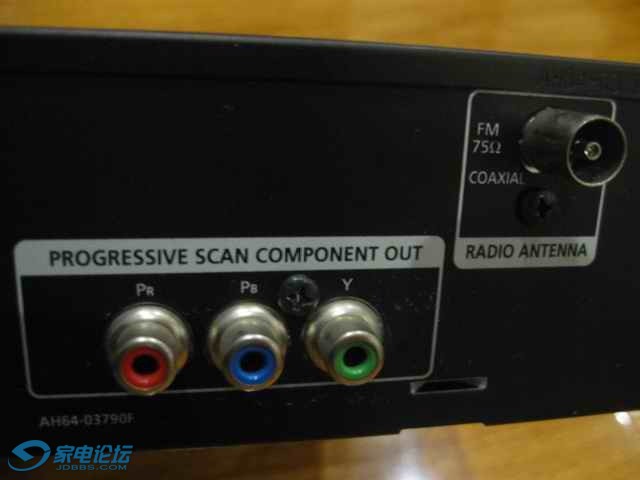 FM
75Ω
COAXIAL
RADIO ANTENNA
PROGRESSIVE SCAN COMPONENT OUT
PR PB Y
AH64-03790F
家电论坛
JDBBS.COM